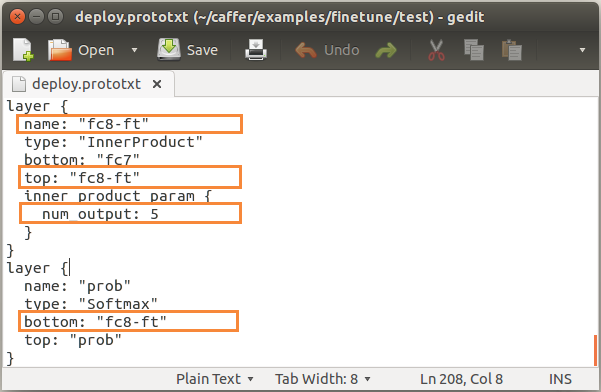 deploy.prototxt (~/caffer/examples/finetune/test) - gedit
Open Save Undo
deploy.prototxt
layer {
  name: "fc8-ft"
  type: "InnerProduct"
  bottom: "fc7"
  top: "fc8-ft"
  inner_product_param {
    num_output: 5
  }
}
layer {
  name: "prob"
  type: "Softmax"
  bottom: "fc8-ft"
  top: "prob"
}
Plain Text Tab Width: 8 Ln 208, Col 8 INS